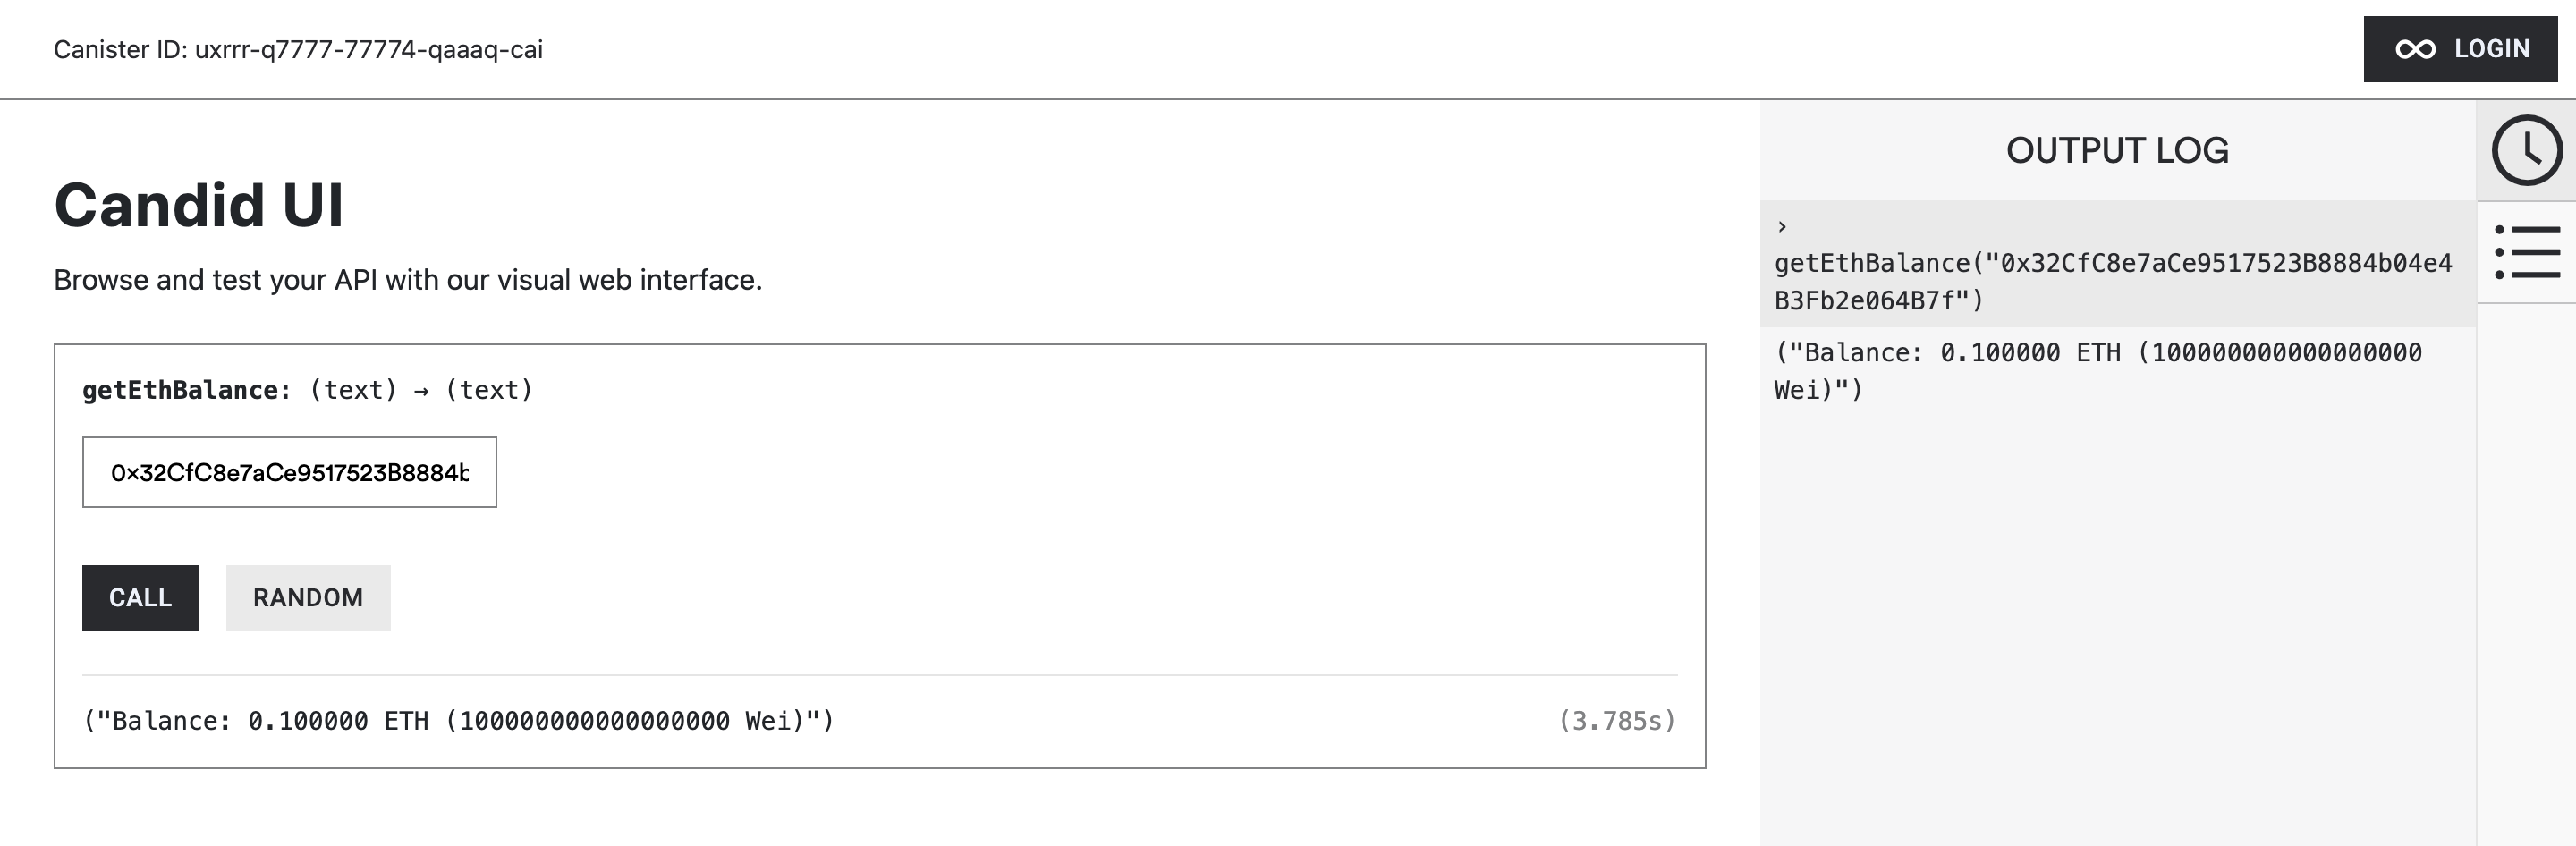 Canister ID: uxrrr-q7777-77774-qaaaq-cai
LOGIN
Candid UI
Browse and test your API with our visual web interface.
getEthBalance: (text) → (text)
0x32CfC8e7aCe9517523B8884b
CALL
RANDOM
("Balance: 0.100000 ETH (100000000000000000 Wei)")
(3.785s)
OUTPUT LOG
›
getEthBalance("0x32CfC8e7aCe9517523B8884b04e4
B3Fb2e064B7f")
("Balance: 0.100000 ETH (100000000000000000
Wei)")